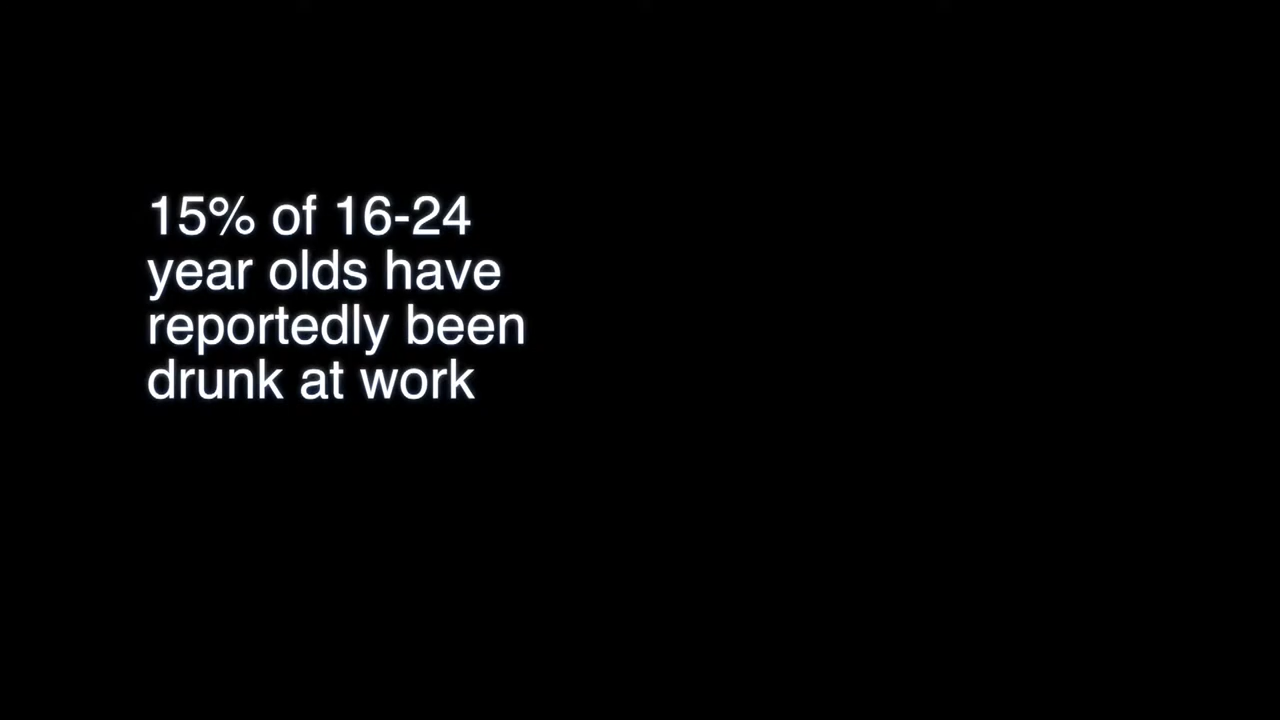 15% of 16-24
year olds have
reportedly been
drunk at work